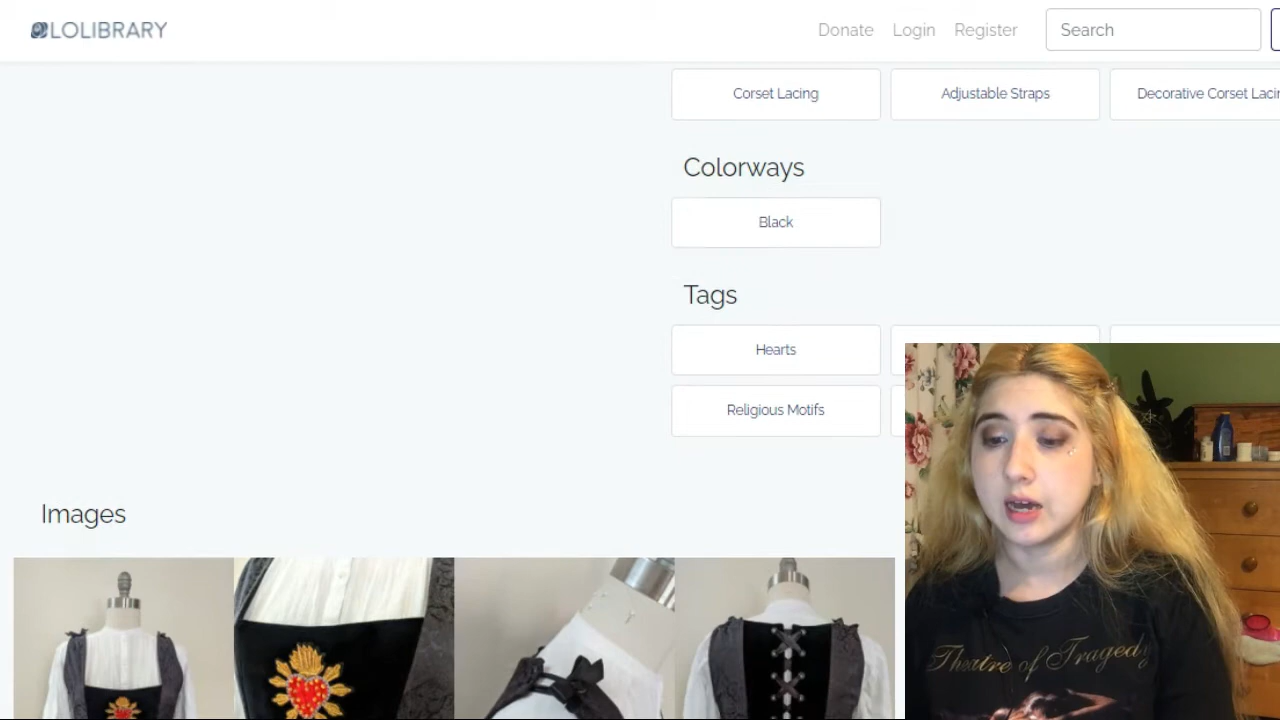 LOLIBRARY
Donate Login Register Search
Corset Lacing Adjustable Straps Decorative Corset
Colorways
Black
Tags
Hearts
Religious Motifs
Images
Theatre of Tragedy